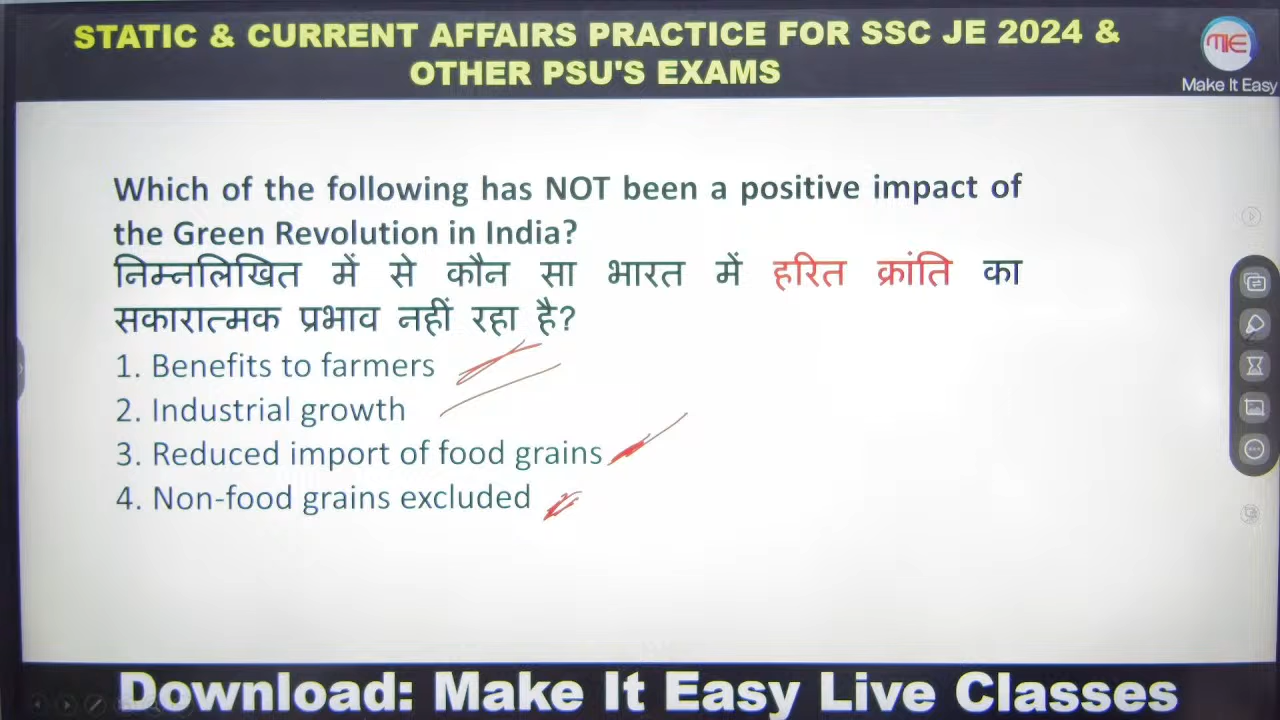 STATIC & CURRENT AFFAIRS PRACTICE FOR SSC JE 2024 &
OTHER PSU'S EXAMS
MIE
Make It Easy
Which of the following has NOT been a positive impact of
the Green Revolution in India?
निम्नलिखित में से कौन सा भारत में हरित क्रांति का
सकारात्मक प्रभाव नहीं रहा है?
1. Benefits to farmers
2. Industrial growth
3. Reduced import of food grains
4. Non-food grains excluded
Download: Make It Easy Live Classes